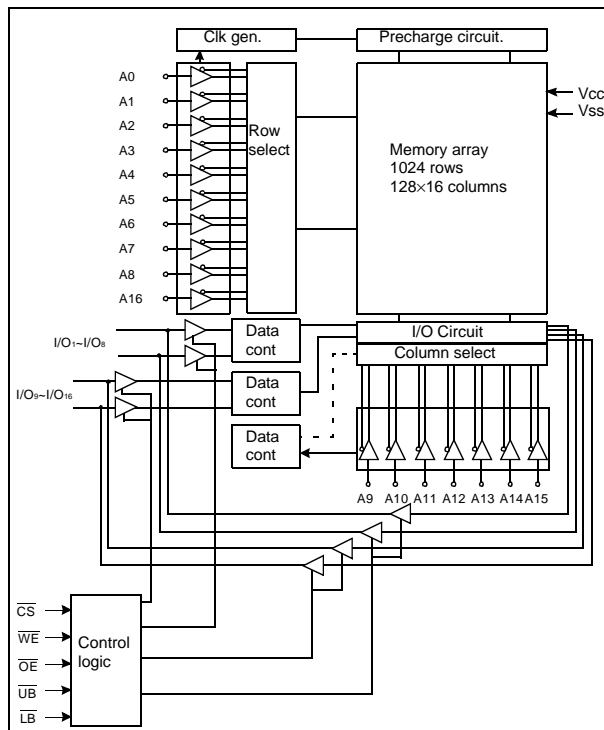 Clk gen.
Precharge circuit.
A0
A1
A2
A3
A4
A5
A6
A7
A8
A16
Row
select
Memory array
1024 rows
128×16 columns
Vcc
Vss
I/O1~I/O8
Data
cont
I/O Circuit
Column select
I/O9~I/O16
Data
cont
Data
cont
A9 A10 A11 A12 A13 A14 A15
CS
WE
OE
UB
LB
Control
logic